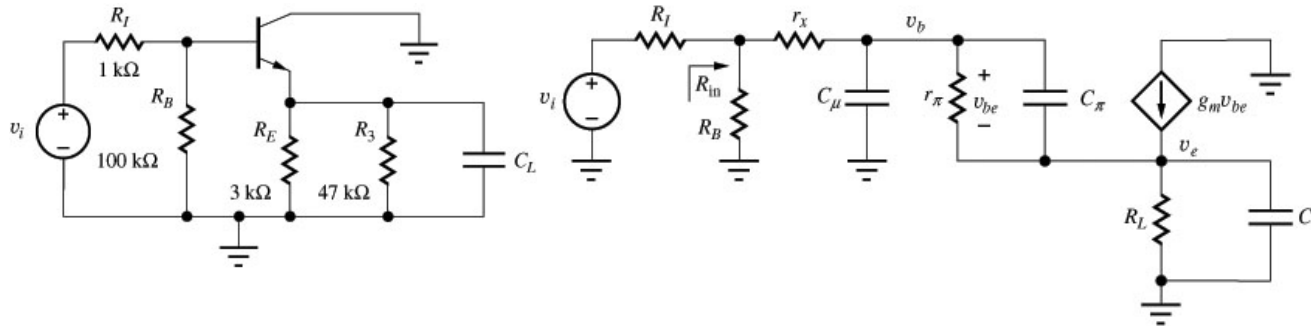 R_I
1 kΩ
R_B
v_i
+
−
100 kΩ
R_E
R_3
C_L
3 kΩ
47 kΩ
R_I
r_x
v_b
v_i
+
−
R_in
R_B
C_μ
r_π
+
v_be
−
C_π
g_m v_be
v_e
R_L
C